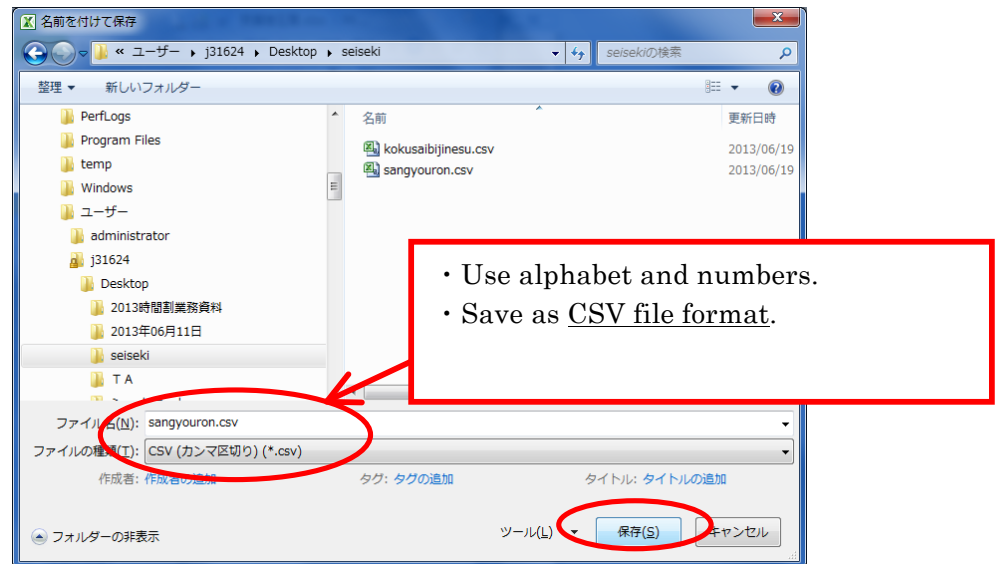 名前を付けて保存
« ユーザー ▸ j31624 ▸ Desktop ▸ seiseki
seisekiの検索
整理 ▼ 新しいフォルダー
PerfLogs
Program Files
temp
Windows
ユーザー
administrator
j31624
Desktop
2013時間割業務資料
2013年06月11日
seiseki
T A
名前 更新日時
kokusaibijinesu.csv 2013/06/19
sangyouron.csv 2013/06/19
・Use alphabet and numbers.
・Save as CSV file format.
ファイル名(N): sangyouron.csv
ファイルの種類(T): CSV (カンマ区切り) (*.csv)
作成者: 作成者の追加 タグ: タグの追加 タイトル: タイトルの追加
フォルダーの非表示 ツール(L) ▼ 保存(S) キャンセル